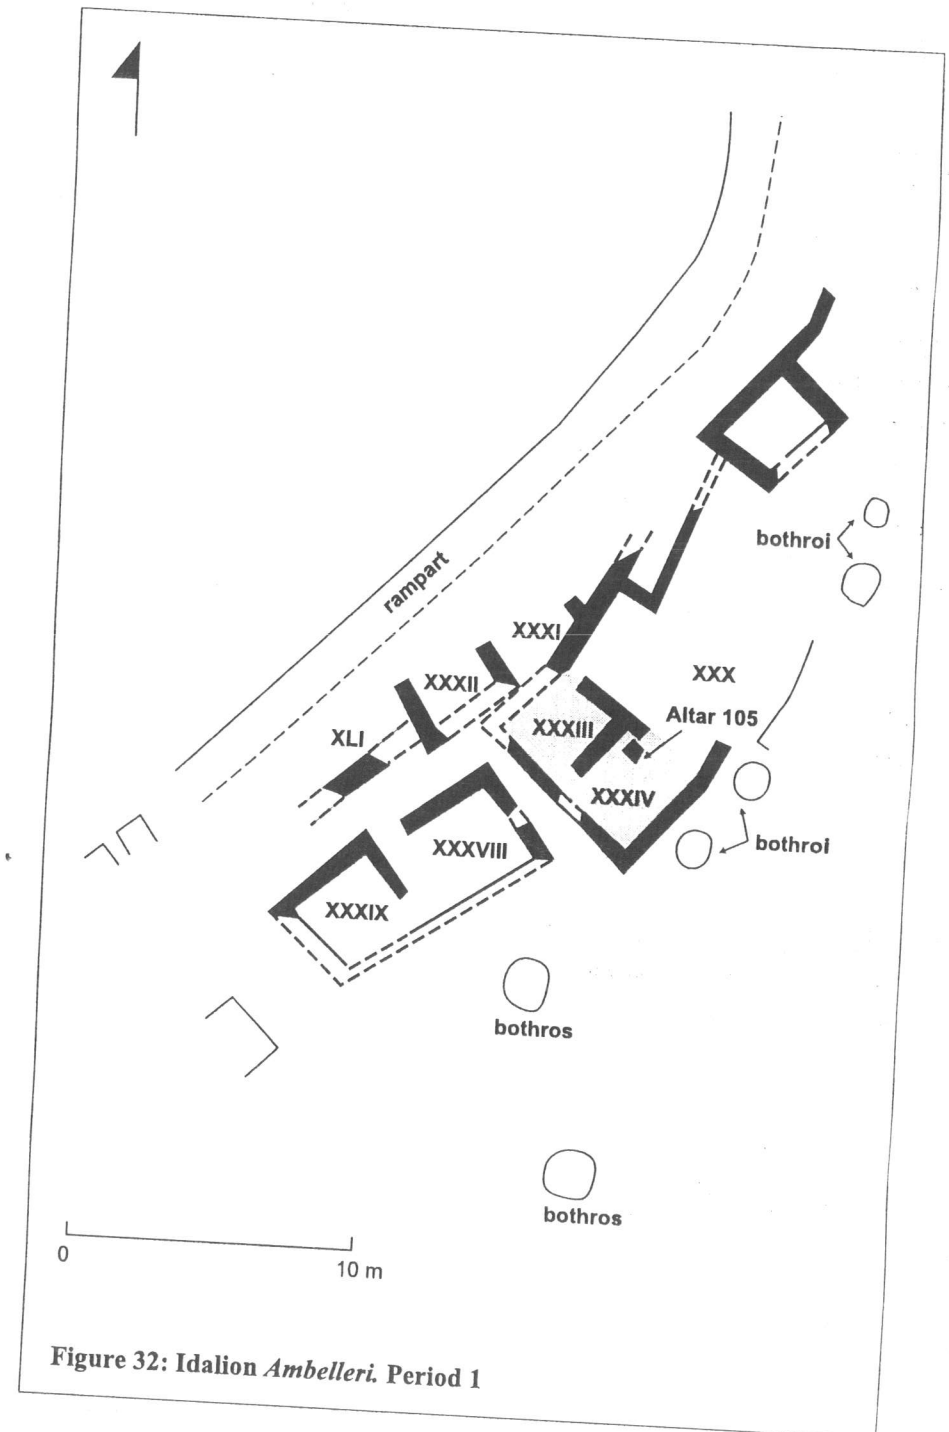 bothroi
rampart
XXXI
XXX
XXXII
Altar 105
XXXIII
XLI
XXXIV
XXXVIII
bothroi
XXXIX
bothros
bothros
0
10 m
Figure 32: Idalion Ambelleri. Period 1